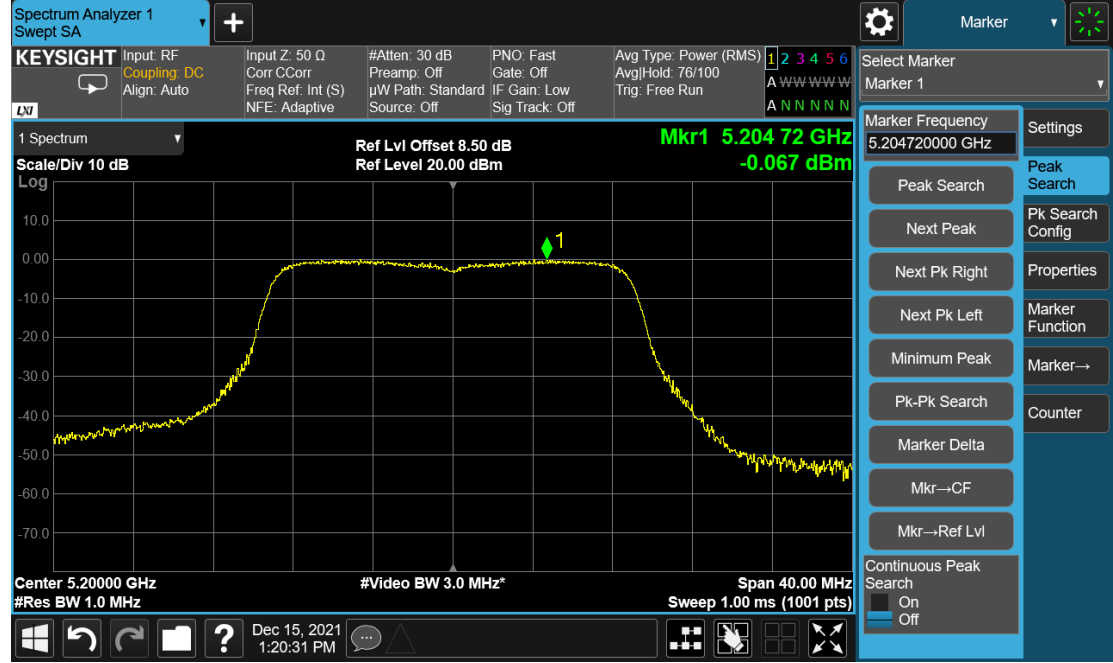 Spectrum Analyzer 1
Swept SA
+
Marker
KEYSIGHT
LXI
Input: RF
Coupling: DC
Align: Auto
Input Z: 50 Ω
Corr CCorr
Freq Ref: Int (S)
NFE: Adaptive
#Atten: 30 dB
Preamp: Off
µW Path: Standard
Source: Off
PNO: Fast
Gate: Off
IF Gain: Low
Sig Track: Off
Avg Type: Power (RMS)
Avg|Hold: 76/100
Trig: Free Run
1 2 3 4 5 6
A W W W W W
A N N N N N
Select Marker
Marker 1
1 Spectrum
Scale/Div 10 dB
Log
Ref Lvl Offset 8.50 dB
Ref Level 20.00 dBm
Mkr1 5.204 72 GHz
-0.067 dBm
1
10.0
0.00
-10.0
-20.0
-30.0
-40.0
-50.0
-60.0
-70.0
Center 5.20000 GHz
#Res BW 1.0 MHz
#Video BW 3.0 MHz*
Span 40.00 MHz
Sweep 1.00 ms (1001 pts)
Marker Frequency
5.204720000 GHz
Peak Search
Next Peak
Next Pk Right
Next Pk Left
Minimum Peak
Pk-Pk Search
Marker Delta
Mkr→CF
Mkr→Ref Lvl
Continuous Peak
Search
On
Off
Settings
Peak
Search
Pk Search
Config
Properties
Marker
Function
Marker→
Counter
?
Dec 15, 2021
1:20:31 PM